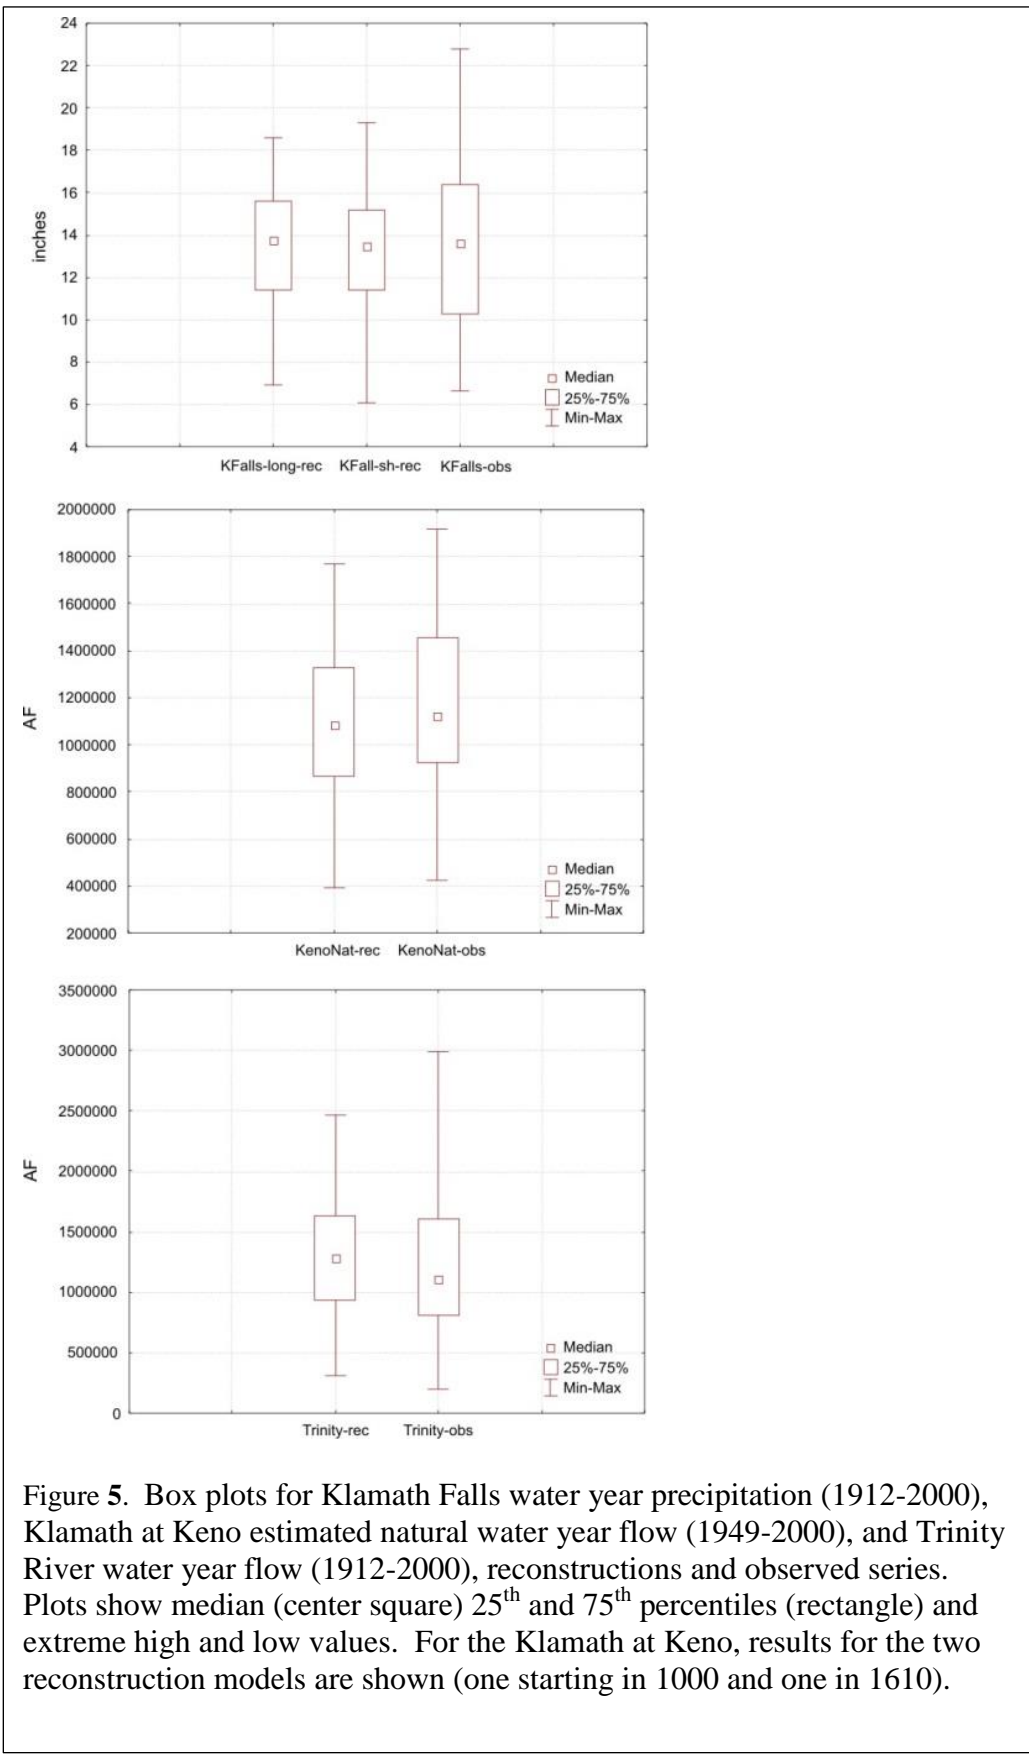 24
22
20
18
16
14
12
10
8
6
4
inches
Median
25%-75%
Min-Max
KFalls-long-rec KFall-sh-rec KFalls-obs
2000000
1800000
1600000
1400000
1200000
1000000
800000
600000
400000
200000
AF
Median
25%-75%
Min-Max
KenoNat-rec KenoNat-obs
3500000
3000000
2500000
2000000
1500000
1000000
500000
0
AF
Median
25%-75%
Min-Max
Trinity-rec Trinity-obs
Figure 5. Box plots for Klamath Falls water year precipitation (1912-2000),
Klamath at Keno estimated natural water year flow (1949-2000), and Trinity
River water year flow (1912-2000), reconstructions and observed series.
Plots show median (center square) 25th and 75th percentiles (rectangle) and
extreme high and low values. For the Klamath at Keno, results for the two
reconstruction models are shown (one starting in 1000 and one in 1610).